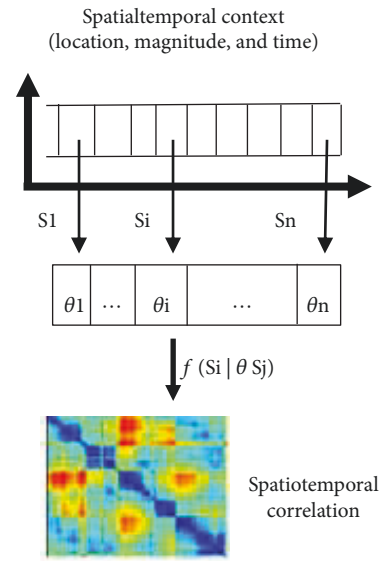 Spatialtemporal context
(location, magnitude, and time)
S1 Si Sn
θ1 ... θi ... θn
f (Si | θ Sj)
Spatiotemporal
correlation